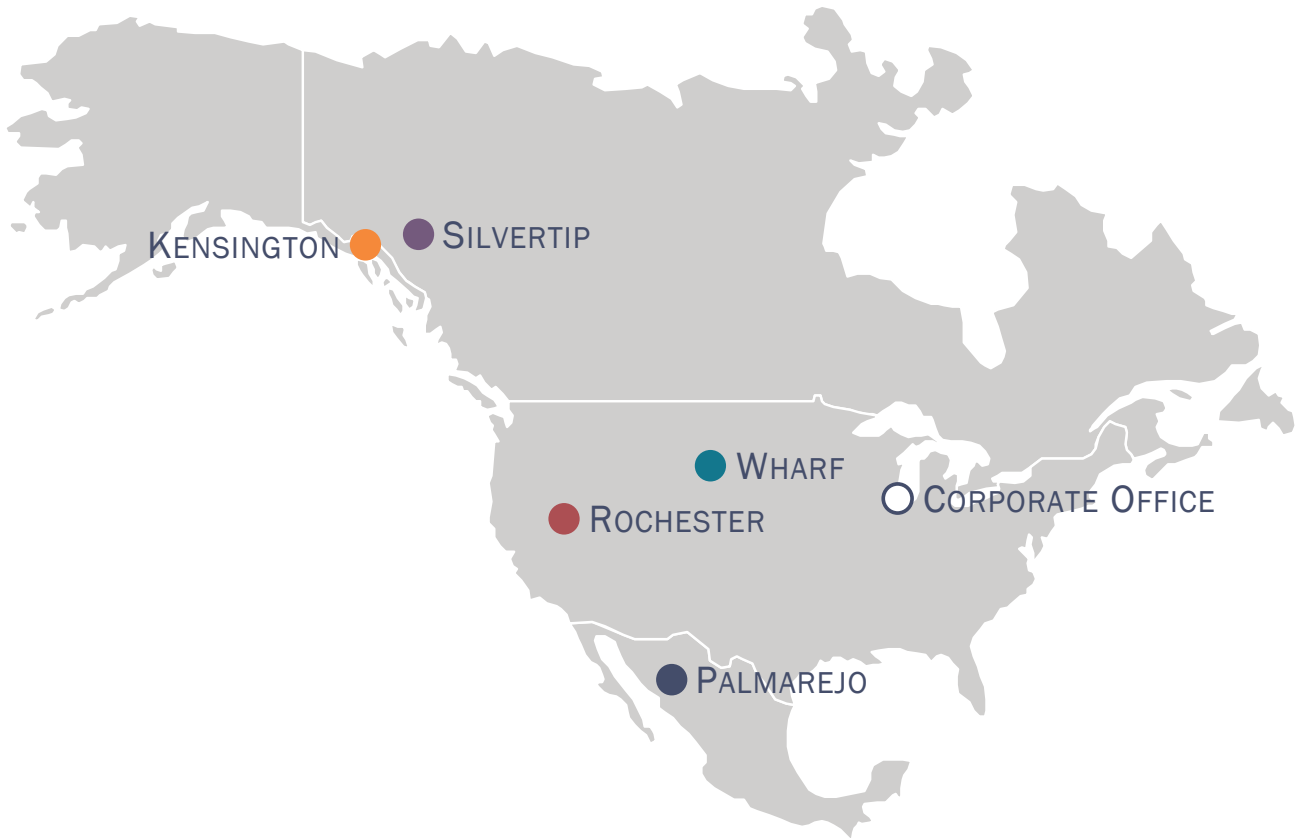 SILVERTIP
KENSINGTON
WHARF
CORPORATE OFFICE
ROCHESTER
PALMAREJO